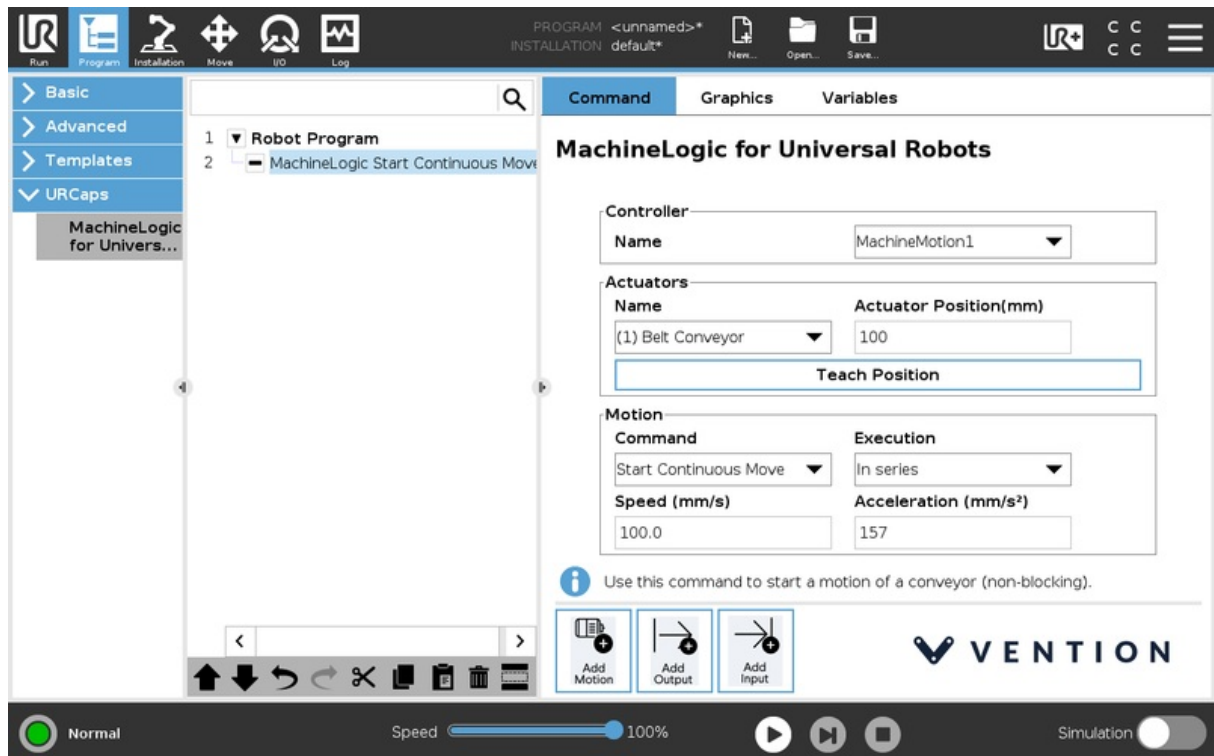 PROGRAM <unnamed>*
INSTALLATION default*
UR
UR+
C C
C C
Run
Program
Installation
Move
I/O
Log
New...
Open...
Save...
Basic
Advanced
Templates
URCaps
MachineLogic
for Univers...
1 Robot Program
2 MachineLogic Start Continuous Move
Command Graphics Variables
MachineLogic for Universal Robots
Controller
Name
MachineMotion1
Actuators
Name Actuator Position(mm)
(1) Belt Conveyor 100
Teach Position
Motion
Command Execution
Start Continuous Move In series
Speed (mm/s) Acceleration (mm/s²)
100.0 157
Use this command to start a motion of a conveyor (non-blocking).
Add
Motion
Add
Output
Add
Input
VENTION
Normal
Speed 100%
Simulation